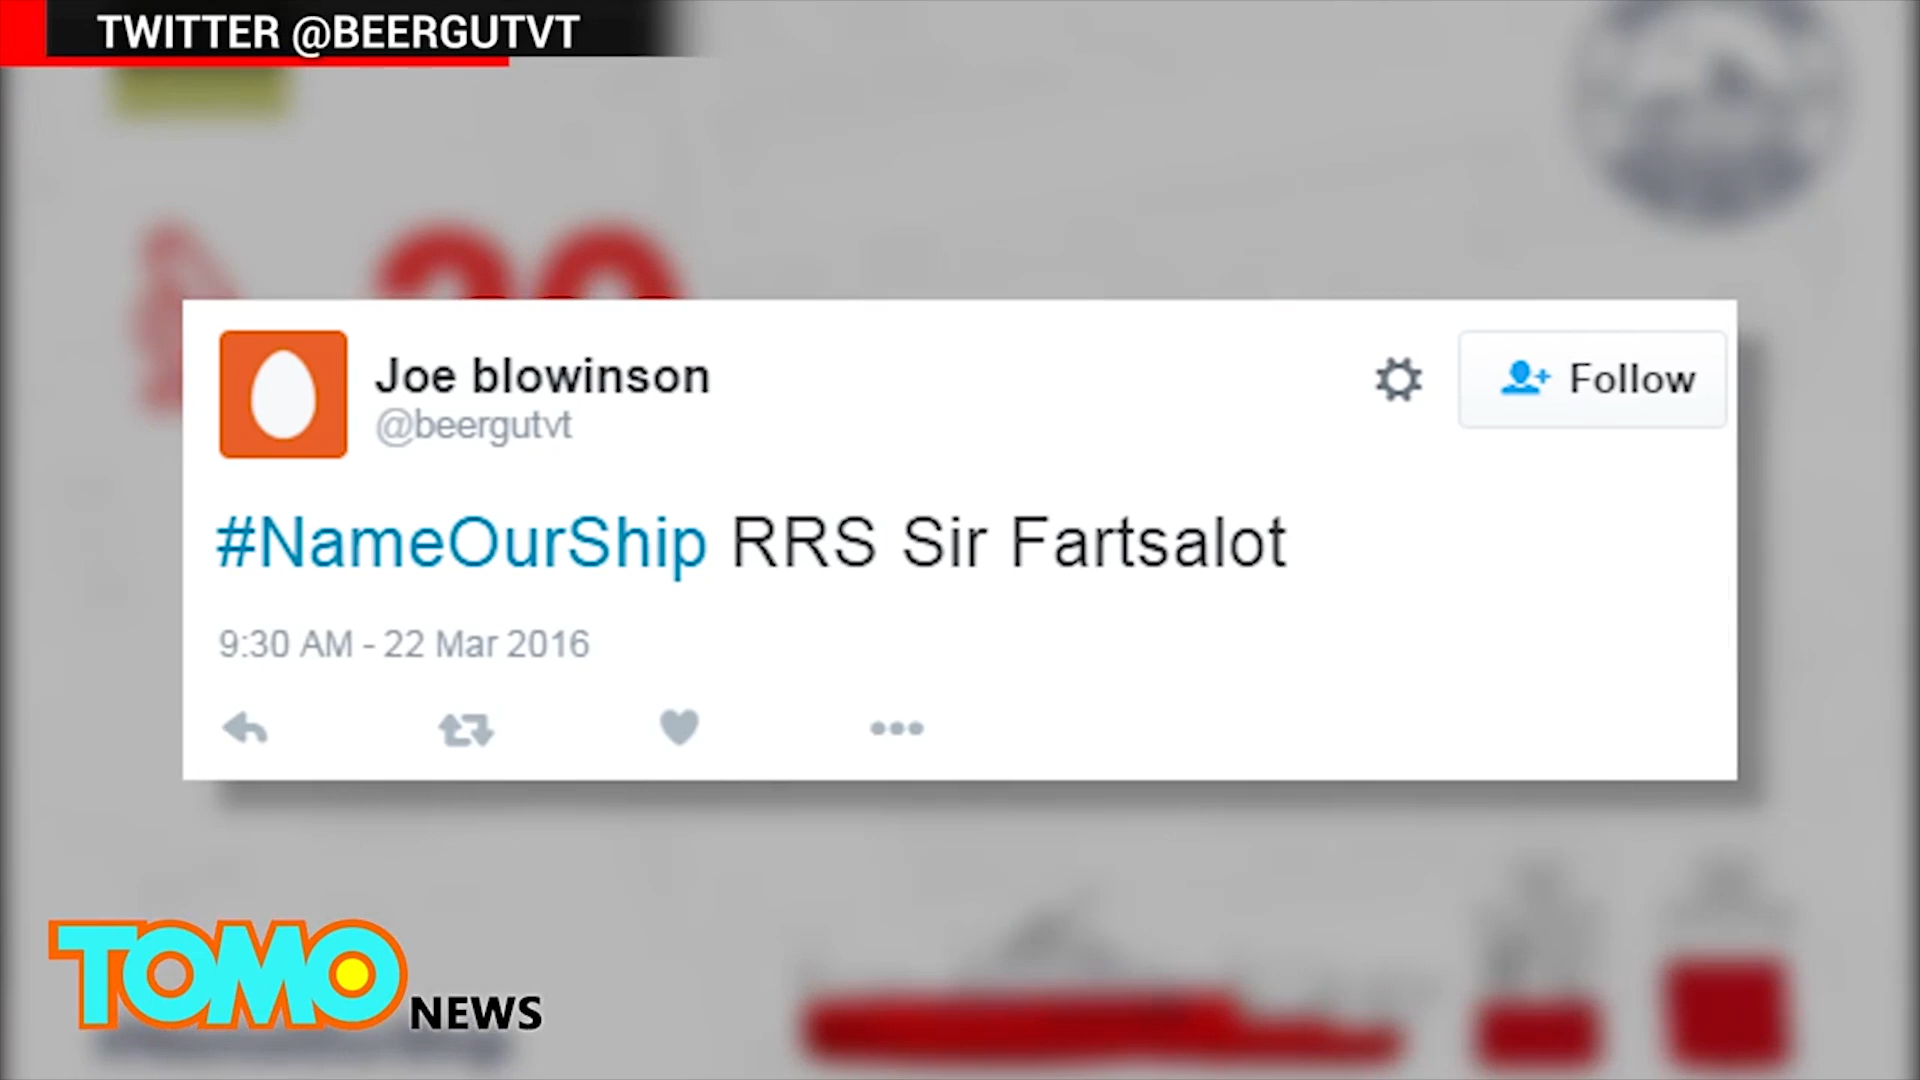 TWITTER @BEERGUTVT
Joe blowinson
@beergutvt
Follow
#NameOurShip RRS Sir Fartsalot
9:30 AM - 22 Mar 2016
TOMO NEWS